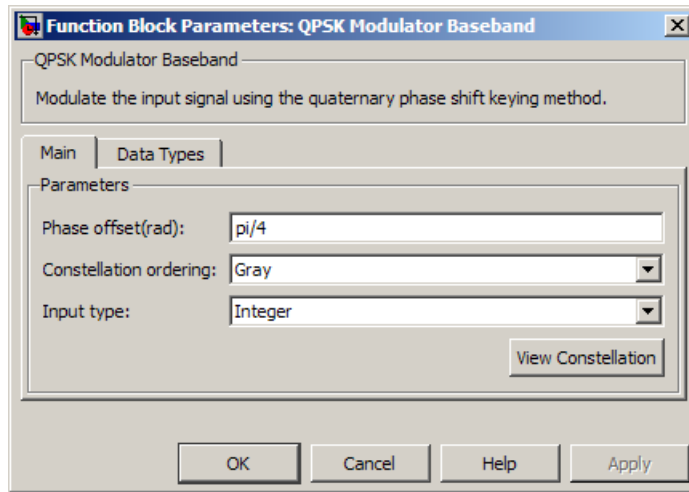 Function Block Parameters: QPSK Modulator Baseband
QPSK Modulator Baseband
Modulate the input signal using the quaternary phase shift keying method.
Main Data Types
Parameters
Phase offset(rad): pi/4
Constellation ordering: Gray
Input type: Integer
View Constellation
OK Cancel Help Apply